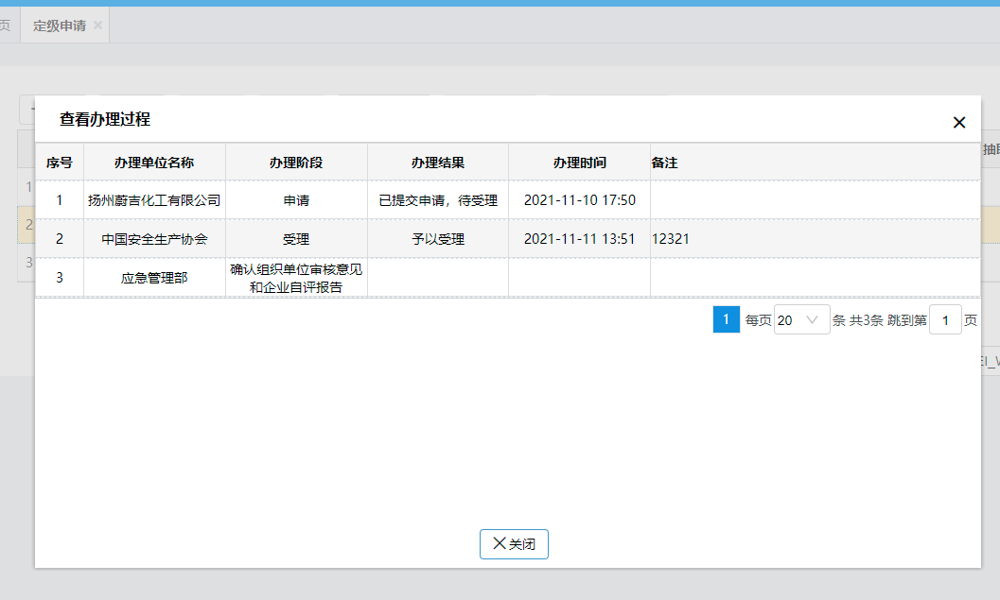 页 定级申请
查看办理过程
序号 办理单位名称 办理阶段 办理结果 办理时间 备注
1 扬州蔚吉化工有限公司 申请 已提交申请，待受理 2021-11-10 17:50
2 中国安全生产协会 受理 予以受理 2021-11-11 13:51 12321
3 应急管理部 确认组织单位审核意见
和企业自评报告
1 每页 20 条 共3条 跳到第 1 页
关闭
抽
1
2
3